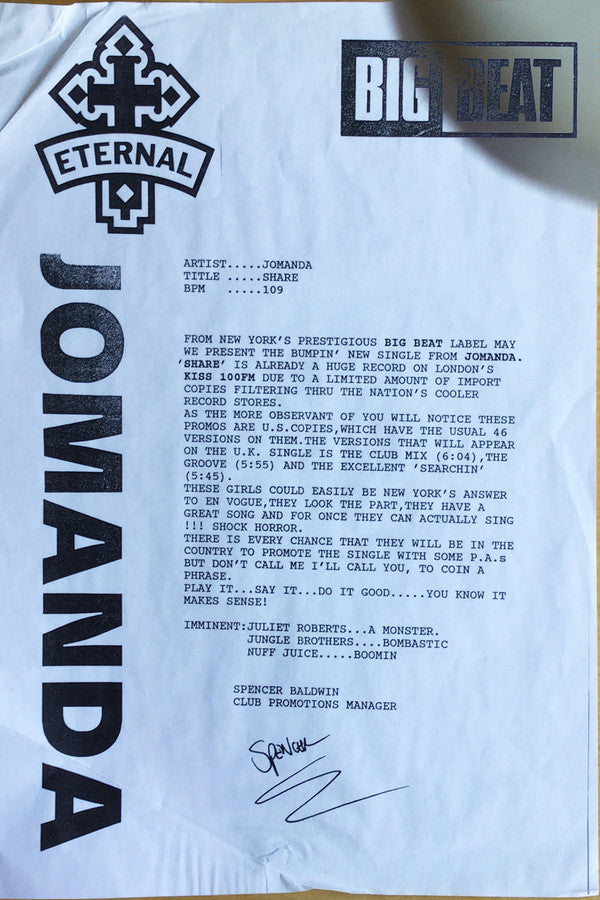 ETERNAL
BIG BEAT
JOMANDA
ARTIST.....JOMANDA
TITLE .....SHARE
BPM   .....109
FROM NEW YORK'S PRESTIGIOUS BIG BEAT LABEL MAY
WE PRESENT THE BUMPIN' NEW SINGLE FROM JOMANDA.
'SHARE' IS ALREADY A HUGE RECORD ON LONDON'S
KISS 100FM DUE TO A LIMITED AMOUNT OF IMPORT
COPIES FILTERING THRU THE NATION'S COOLER
RECORD STORES.
AS THE MORE OBSERVANT OF YOU WILL NOTICE THESE
PROMOS ARE U.S.COPIES,WHICH HAVE THE USUAL 46
VERSIONS ON THEM.THE VERSIONS THAT WILL APPEAR
ON THE U.K. SINGLE IS THE CLUB MIX (6:04),THE
GROOVE (5:55) AND THE EXCELLENT 'SEARCHIN'
(5:45).
THESE GIRLS COULD EASILY BE NEW YORK'S ANSWER
TO EN VOGUE,THEY LOOK THE PART,THEY HAVE A
GREAT SONG AND FOR ONCE THEY CAN ACTUALLY SING
!!! SHOCK HORROR.
THERE IS EVERY CHANCE THAT THEY WILL BE IN THE
COUNTRY TO PROMOTE THE SINGLE WITH SOME P.A.s
BUT DON'T CALL ME I'LL CALL YOU, TO COIN A
PHRASE.
PLAY IT...SAY IT...DO IT GOOD.....YOU KNOW IT
MAKES SENSE!
IMMINENT:JULIET ROBERTS...A MONSTER.
JUNGLE BROTHERS....BOMBASTIC
NUFF JUICE.....BOOMIN
SPENCER BALDWIN
CLUB PROMOTIONS MANAGER
SPENCER